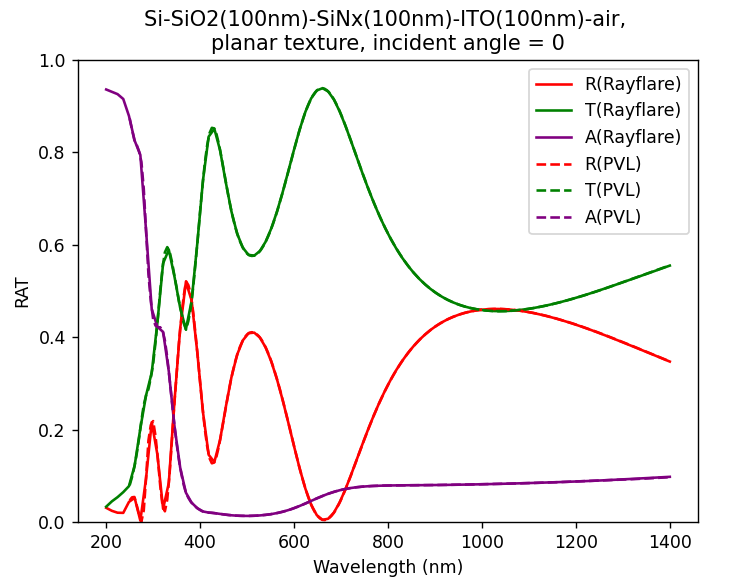 Si-SiO2(100nm)-SiNx(100nm)-ITO(100nm)-air,
planar texture, incident angle = 0
R(Rayflare)
T(Rayflare)
A(Rayflare)
R(PVL)
T(PVL)
A(PVL)
RAT
1.0
0.8
0.6
0.4
0.2
0.0
200
400
600
800
1000
1200
1400
Wavelength (nm)